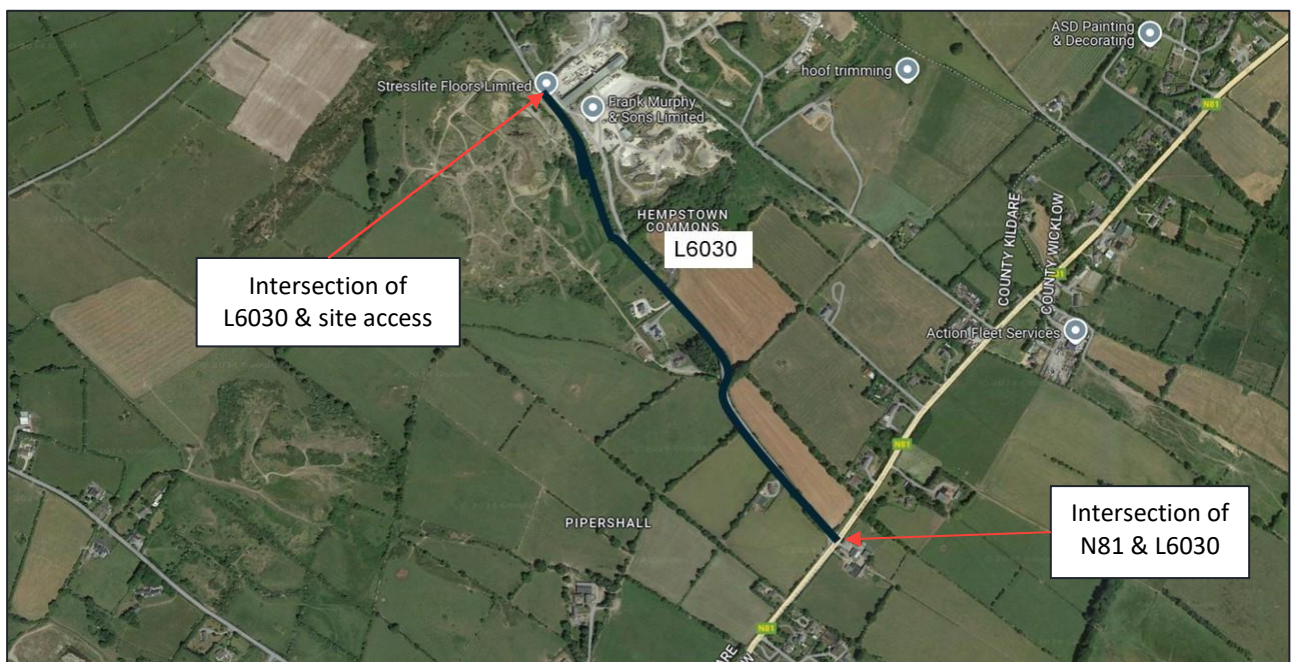 ASD Painting
& Decorating
hoof trimming
N81
Stresslite Floors Limited
Frank Murphy
& Sons Limited
HEMPSTOWN
COMMONS
L6030
COUNTY KILDARE
COUNTY WICKLOW
Intersection of
L6030 & site access
Action Fleet Services
N81
Intersection of
N81 & L6030
PIPERSHALL
N81